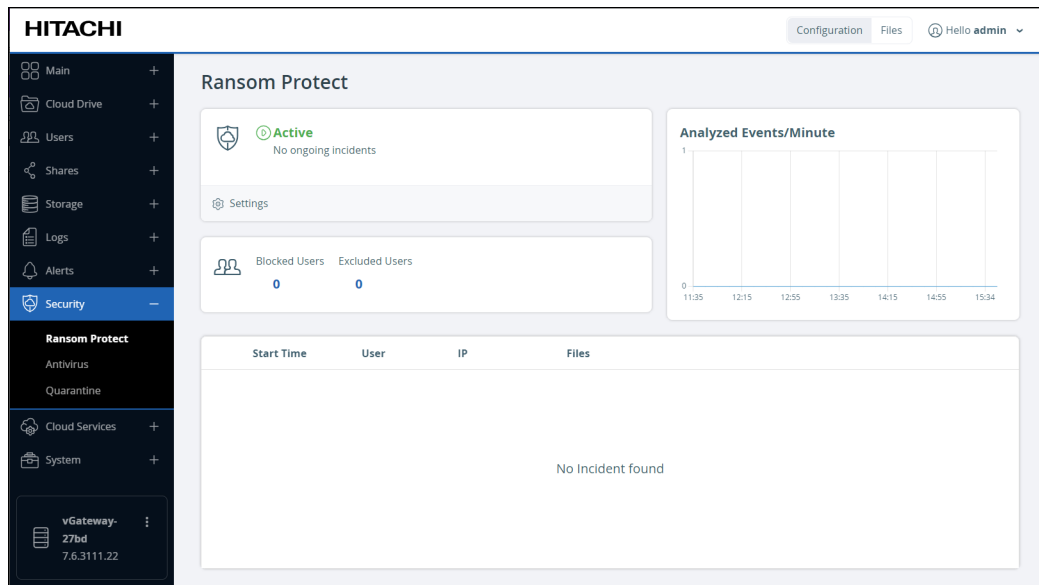 HITACHI
Configuration Files Hello admin
Main
Cloud Drive
Users
Shares
Storage
Logs
Alerts
Security
Ransom Protect
Antivirus
Quarantine
Cloud Services
System
vGateway-
27bd
7.6.3111.22
Ransom Protect
Active
No ongoing incidents
Settings
Blocked Users Excluded Users
0 0
Analyzed Events/Minute
1
0
11:35 12:15 12:55 13:35 14:15 14:55 15:34
Start Time User IP Files
No Incident found